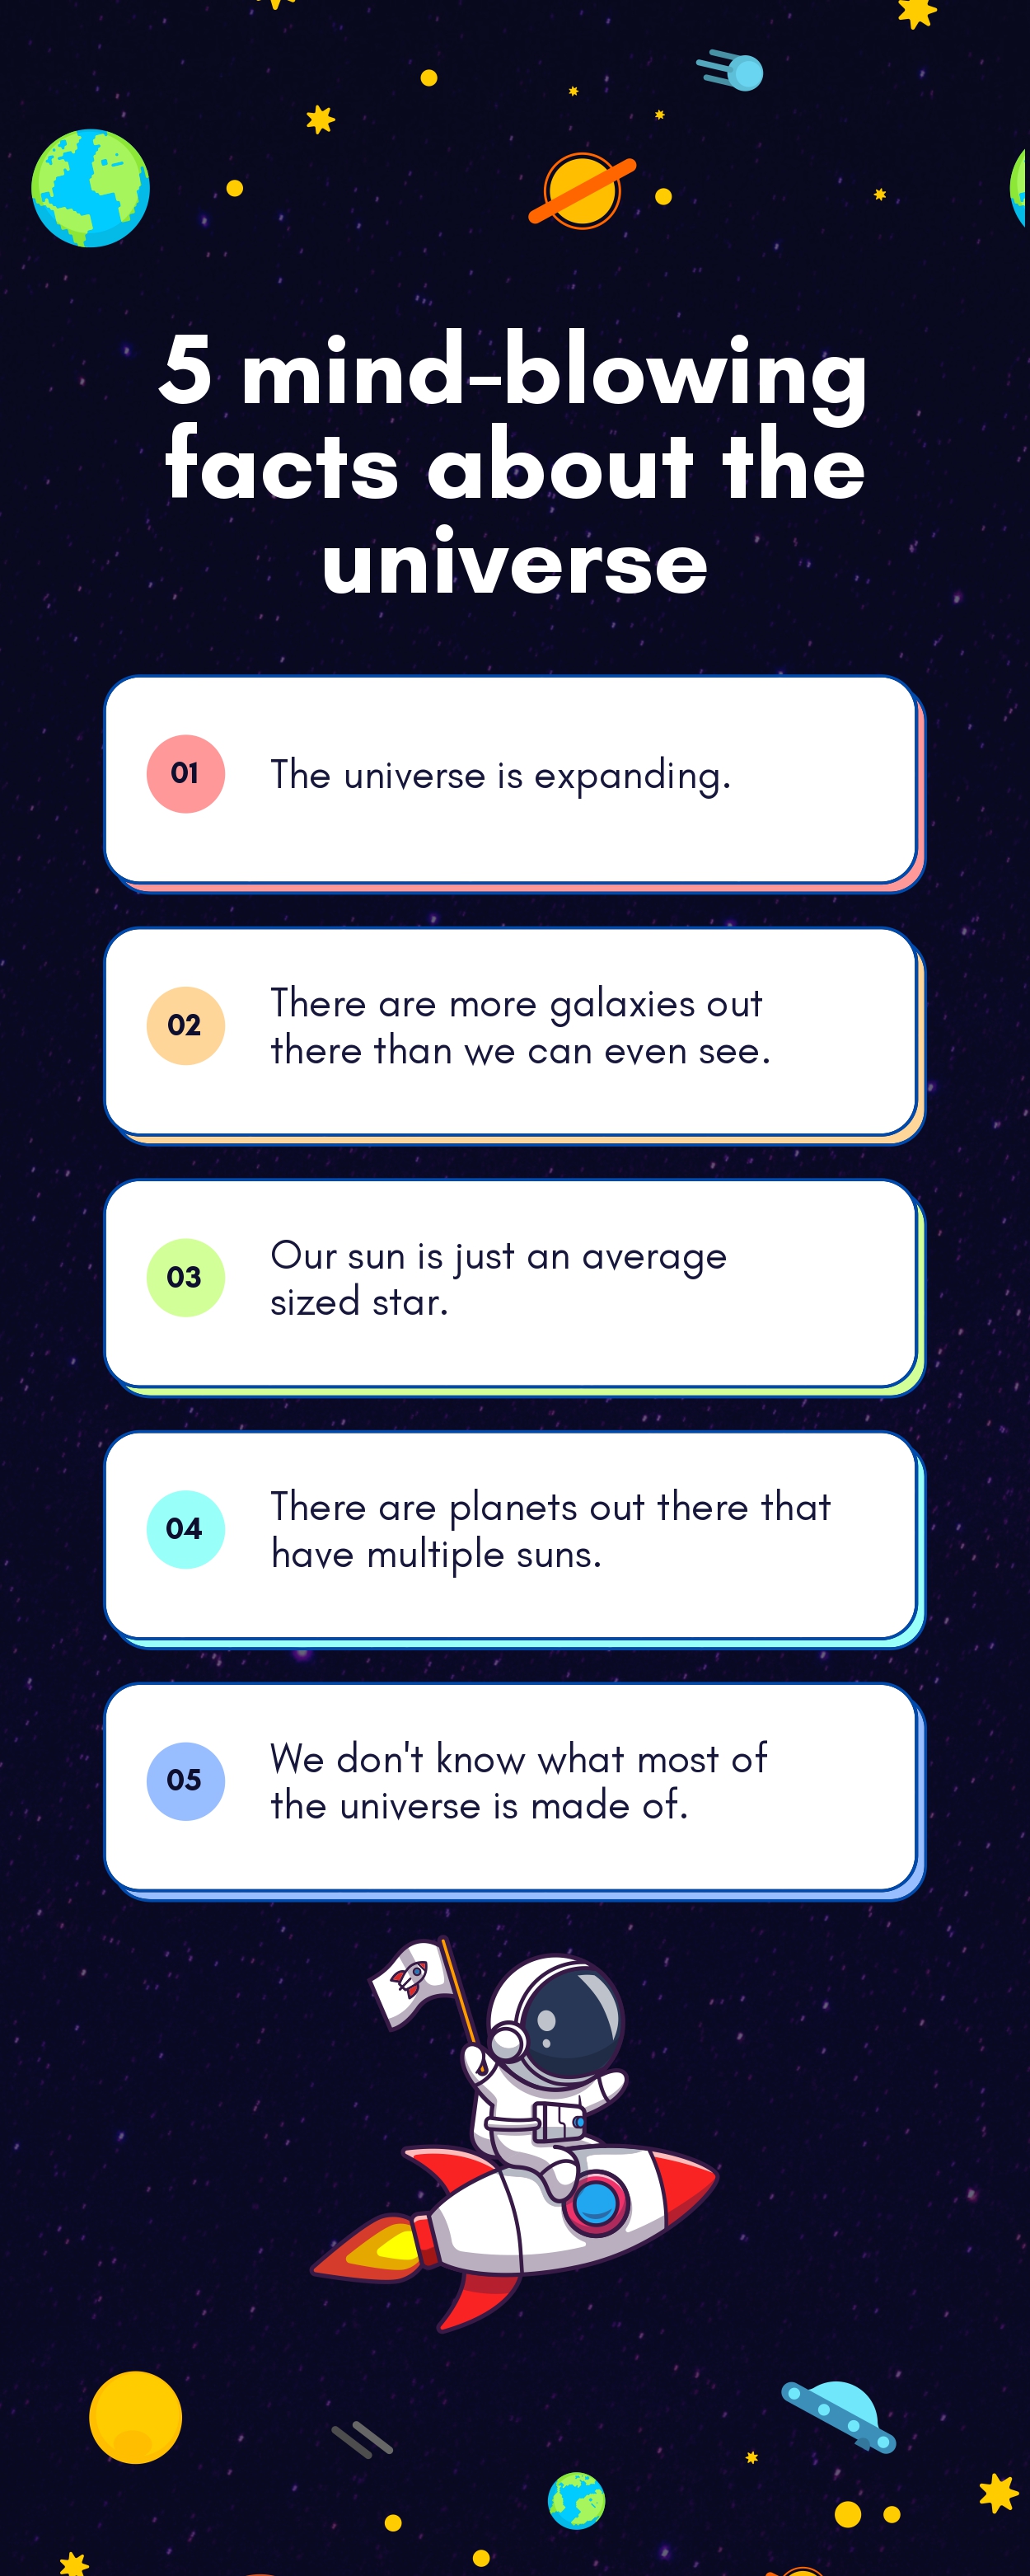 5 mind-blowing
facts about the
universe
01
The universe is expanding.
02
There are more galaxies out
there than we can even see.
03
Our sun is just an average
sized star.
04
There are planets out there that
have multiple suns.
05
We don't know what most of
the universe is made of.